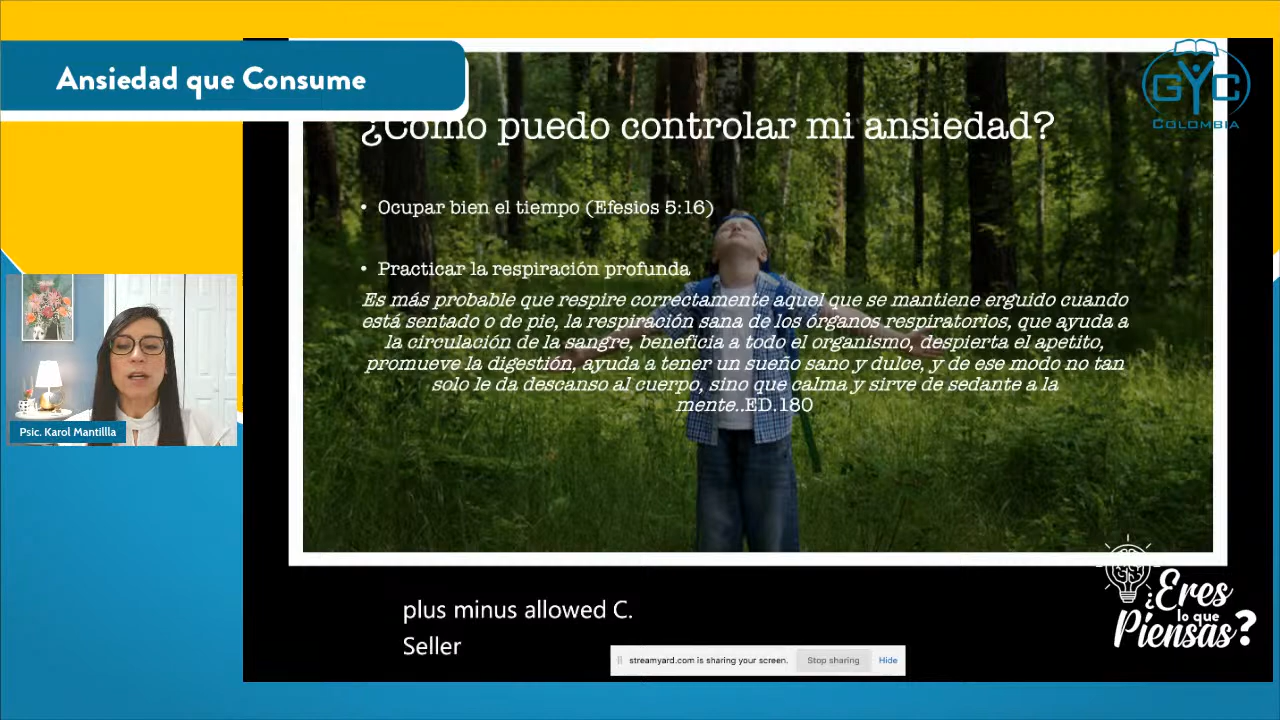 Ansiedad que Consume
GYC
COLOMBIA
¿Cómo puedo controlar mi ansiedad?
• Ocupar bien el tiempo (Efesios 5:16)
• Practicar la respiración profunda
Es más probable que respire correctamente aquel que se mantiene erguido cuando
está sentado o de pie, la respiración sana de los órganos respiratorios, que ayuda a
la circulación de la sangre, beneficia a todo el organismo, despierta el apetito,
promueve la digestión, ayuda a tener un sueño sano y dulce, y de ese modo no tan
solo le da descanso al cuerpo, sino que calma y sirve de sedante a la
mente..ED.180
Psic. Karol Mantillla
plus minus allowed C.
Seller
streamyard.com is sharing your screen.
Stop sharing
Hide
¿Eres
lo que
Piensas?